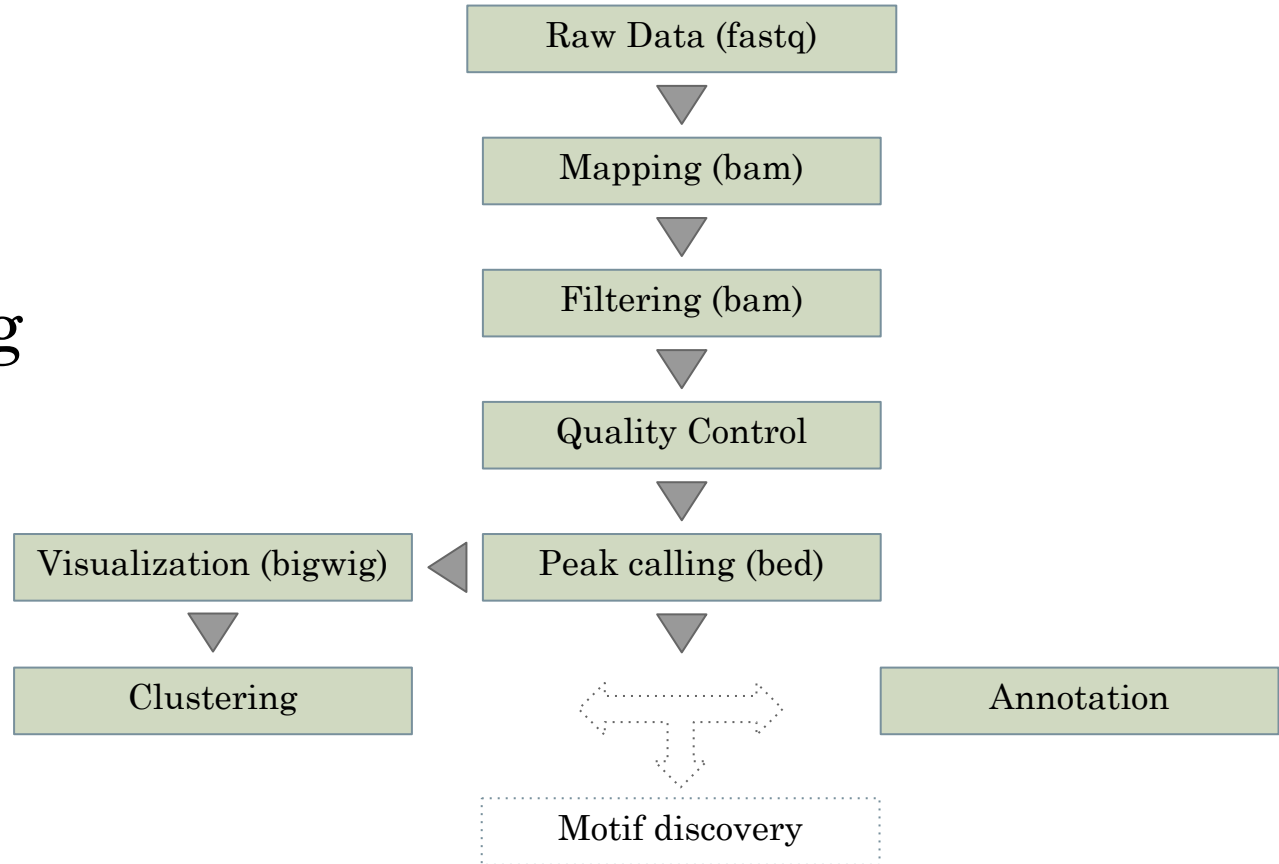 Raw Data (fastq)
Mapping (bam)
Filtering (bam)
g
Quality Control
Visualization (bigwig)
Peak calling (bed)
Clustering
Annotation
Motif discovery